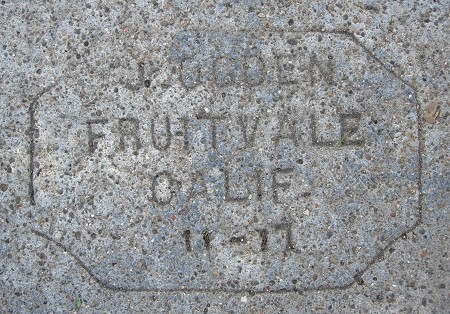 J. OGDEN
FRUITVALE
CALIF.
11-11